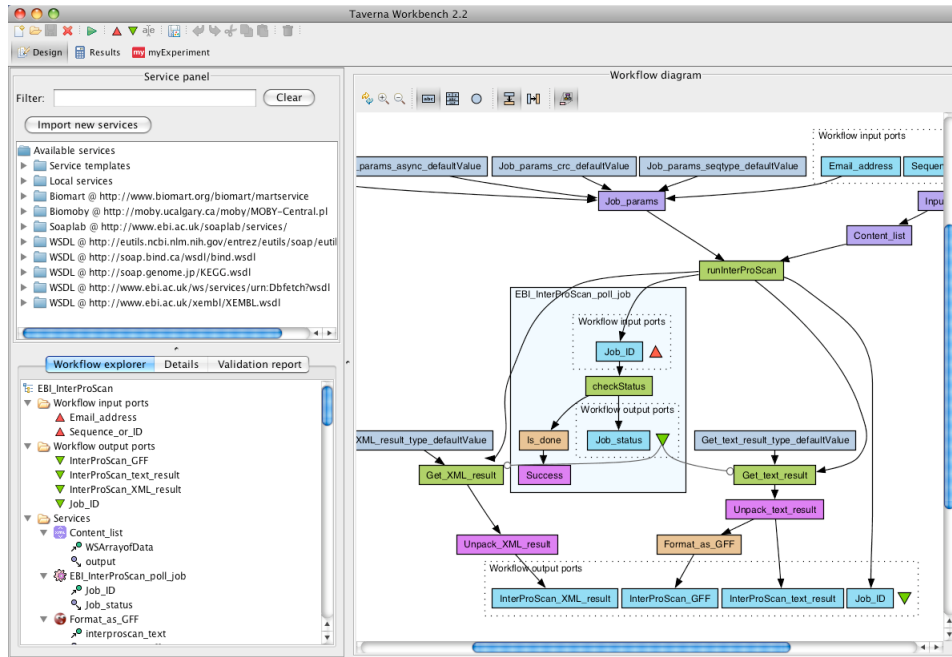 Taverna Workbench 2.2
Design
Results
my myExperiment
Service panel
Filter:
Clear
Import new services
Available services
Service templates
Local services
Biomart @ http://www.biomart.org/biomart/martservice
Biomoby @ http://moby.ucalgary.ca/moby/MOBY-Central.pl
Soaplab @ http://www.ebi.ac.uk/soaplab/services/
WSDL @ http://eutils.ncbi.nlm.nih.gov/entrez/eutils/soap/eutil
WSDL @ http://soap.bind.ca/wsdl/bind.wsdl
WSDL @ http://soap.genome.jp/KEGG.wsdl
WSDL @ http://www.ebi.ac.uk/ws/services/urn:Dbfetch?wsdl
WSDL @ http://www.ebi.ac.uk/xembl/XEMBL.wsdl
Workflow explorer
Details
Validation report
EBI_InterProScan
Workflow input ports
Email_address
Sequence_or_ID
Workflow output ports
InterProScan_GFF
InterProScan_text_result
InterProScan_XML_result
Job_ID
Services
Content_list
WSArrayofData
output
EBI_InterProScan_poll_job
Job_ID
Job_status
Format_as_GFF
interproscan_text
Workflow diagram
abc
Workflow input ports
params_async_defaultValue
Job_params_crc_defaultValue
Job_params_seqtype_defaultValue
Email_address
Sequen
Job_params
Inpu
Content_list
runInterProScan
EBI_InterProScan_poll_job
Workflow input ports
Job_ID
checkStatus
Workflow output ports
XML_result_type_defaultValue
Is_done
Job_status
Get_text_result_type_defaultValue
Get_XML_result
Success
Get_text_result
Unpack_text_result
Unpack_XML_result
Format_as_GFF
Workflow output ports
InterProScan_XML_result
InterProScan_GFF
InterProScan_text_result
Job_ID